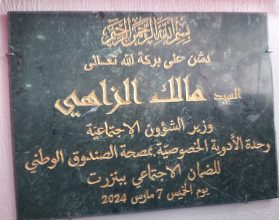 بسم الله الرحمن الرحيم
دشن على بركة الله تعالى
السيد مالك الزاهي
وزير الشؤون الاجتماعية
وحدة الأدوية الخصوصية بمصحة الصندوق الوطني
للضمان الاجتماعي ببنزرت
يوم الخميس 7 مارس 2024